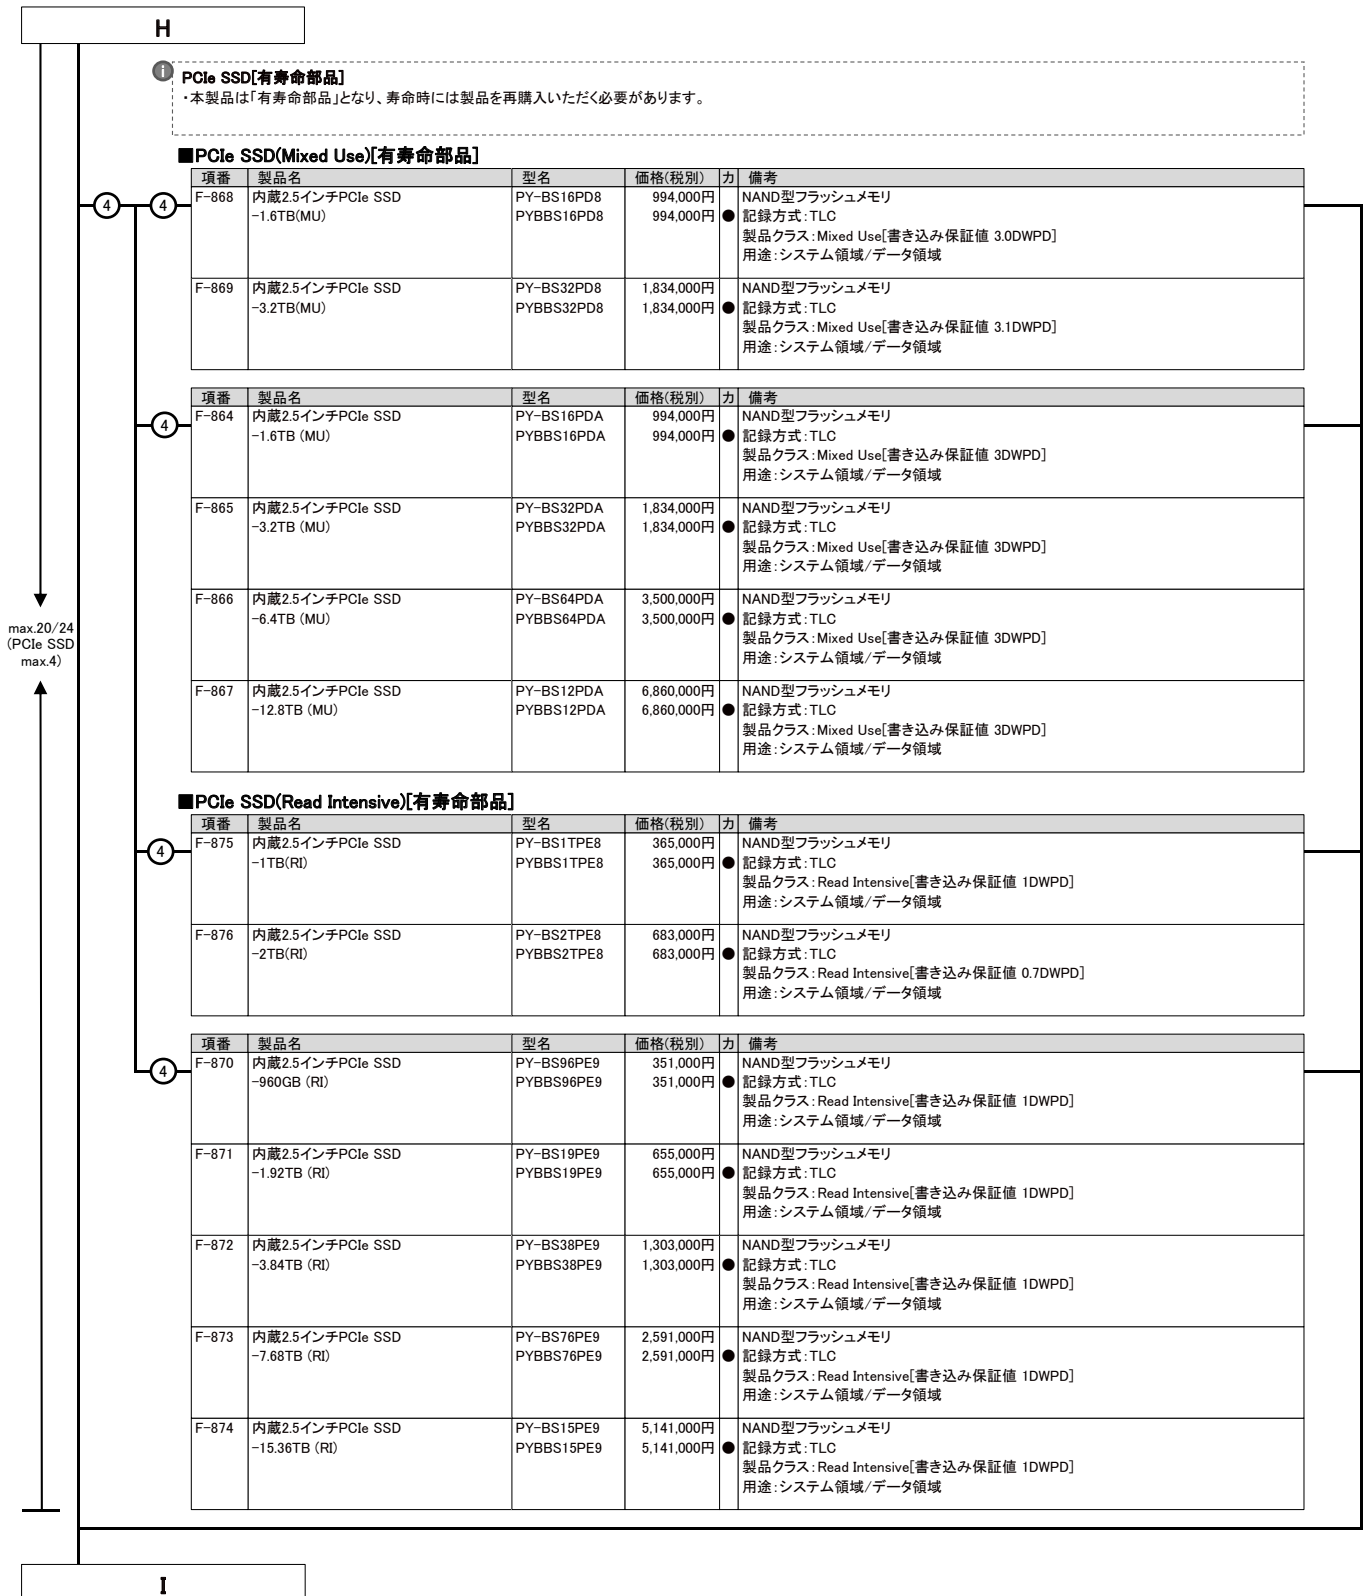 H
i
PCIe SSD[有寿命部品]
・本製品は「有寿命部品」となり、寿命時には製品を再購入いただく必要があります。
■PCIe SSD(Mixed Use)[有寿命部品]
項番 製品名 型名 価格(税別) カ 備考
4 4 F-868 内蔵2.5インチPCIe SSD PY-BS16PD8 994,000円 NAND型フラッシュメモリ
-1.6TB(MU) PYBBS16PD8 994,000円 ● 記録方式:TLC
製品クラス:Mixed Use[書き込み保証値 3.0DWPD]
用途:システム領域/データ領域
F-869 内蔵2.5インチPCIe SSD PY-BS32PD8 1,834,000円 NAND型フラッシュメモリ
-3.2TB(MU) PYBBS32PD8 1,834,000円 ● 記録方式:TLC
製品クラス:Mixed Use[書き込み保証値 3.1DWPD]
用途:システム領域/データ領域
項番 製品名 型名 価格(税別) カ 備考
4 F-864 内蔵2.5インチPCIe SSD PY-BS16PDA 994,000円 NAND型フラッシュメモリ
-1.6TB (MU) PYBBS16PDA 994,000円 ● 記録方式:TLC
製品クラス:Mixed Use[書き込み保証値 3DWPD]
用途:システム領域/データ領域
F-865 内蔵2.5インチPCIe SSD PY-BS32PDA 1,834,000円 NAND型フラッシュメモリ
-3.2TB (MU) PYBBS32PDA 1,834,000円 ● 記録方式:TLC
製品クラス:Mixed Use[書き込み保証値 3DWPD]
用途:システム領域/データ領域
F-866 内蔵2.5インチPCIe SSD PY-BS64PDA 3,500,000円 NAND型フラッシュメモリ
-6.4TB (MU) PYBBS64PDA 3,500,000円 ● 記録方式:TLC
製品クラス:Mixed Use[書き込み保証値 3DWPD]
用途:システム領域/データ領域
max.20/24
(PCIe SSD
max.4)
F-867 内蔵2.5インチPCIe SSD PY-BS12PDA 6,860,000円 NAND型フラッシュメモリ
-12.8TB (MU) PYBBS12PDA 6,860,000円 ● 記録方式:TLC
製品クラス:Mixed Use[書き込み保証値 3DWPD]
用途:システム領域/データ領域
■PCIe SSD(Read Intensive)[有寿命部品]
項番 製品名 型名 価格(税別) カ 備考
4 F-875 内蔵2.5インチPCIe SSD PY-BS1TPE8 365,000円 NAND型フラッシュメモリ
-1TB(RI) PYBBS1TPE8 365,000円 ● 記録方式:TLC
製品クラス:Read Intensive[書き込み保証値 1DWPD]
用途:システム領域/データ領域
F-876 内蔵2.5インチPCIe SSD PY-BS2TPE8 683,000円 NAND型フラッシュメモリ
-2TB(RI) PYBBS2TPE8 683,000円 ● 記録方式:TLC
製品クラス:Read Intensive[書き込み保証値 0.7DWPD]
用途:システム領域/データ領域
項番 製品名 型名 価格(税別) カ 備考
4 F-870 内蔵2.5インチPCIe SSD PY-BS96PE9 351,000円 NAND型フラッシュメモリ
-960GB (RI) PYBBS96PE9 351,000円 ● 記録方式:TLC
製品クラス:Read Intensive[書き込み保証値 1DWPD]
用途:システム領域/データ領域
F-871 内蔵2.5インチPCIe SSD PY-BS19PE9 655,000円 NAND型フラッシュメモリ
-1.92TB (RI) PYBBS19PE9 655,000円 ● 記録方式:TLC
製品クラス:Read Intensive[書き込み保証値 1DWPD]
用途:システム領域/データ領域
F-872 内蔵2.5インチPCIe SSD PY-BS38PE9 1,303,000円 NAND型フラッシュメモリ
-3.84TB (RI) PYBBS38PE9 1,303,000円 ● 記録方式:TLC
製品クラス:Read Intensive[書き込み保証値 1DWPD]
用途:システム領域/データ領域
F-873 内蔵2.5インチPCIe SSD PY-BS76PE9 2,591,000円 NAND型フラッシュメモリ
-7.68TB (RI) PYBBS76PE9 2,591,000円 ● 記録方式:TLC
製品クラス:Read Intensive[書き込み保証値 1DWPD]
用途:システム領域/データ領域
F-874 内蔵2.5インチPCIe SSD PY-BS15PE9 5,141,000円 NAND型フラッシュメモリ
-15.36TB (RI) PYBBS15PE9 5,141,000円 ● 記録方式:TLC
製品クラス:Read Intensive[書き込み保証値 1DWPD]
用途:システム領域/データ領域
I